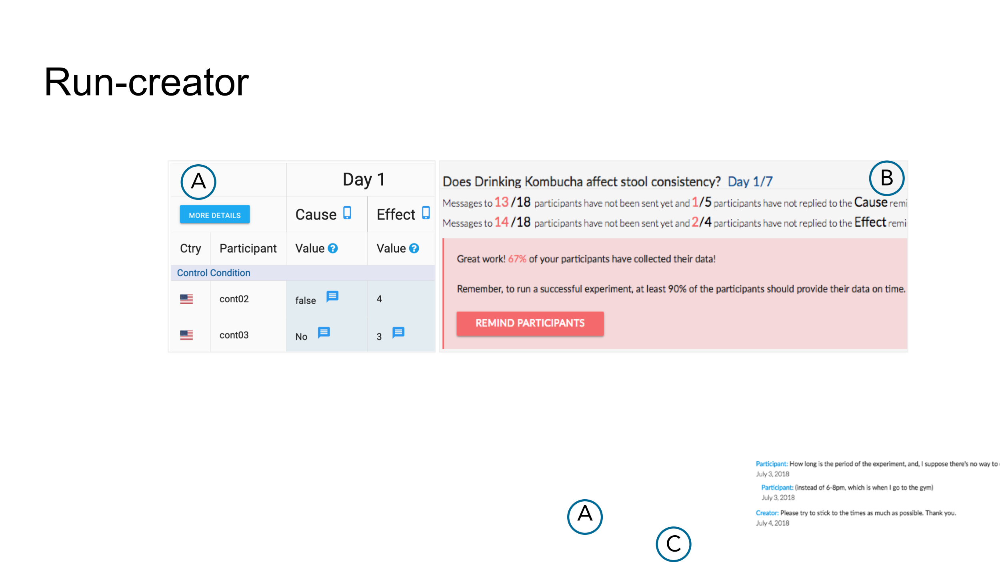 Run-creator
A
Day 1
MORE DETAILS
Cause
Effect
Ctry
Participant
Value ?
Value ?
Control Condition
cont02
false
4
cont03
No
3
B
Does Drinking Kombucha affect stool consistency? Day 1/7
Messages to 13/18 participants have not been sent yet and 1/5 participants have not replied to the Cause remi
Messages to 14/18 participants have not been sent yet and 2/4 participants have not replied to the Effect remi
Great work! 67% of your participants have collected their data!
Remember, to run a successful experiment, at least 90% of the participants should provide their data on time.
REMIND PARTICIPANTS
Participant: How long is the period of the experiment, and, I suppose there's no way to
July 3, 2018
Participant: (instead of 6-8pm, which is when I go to the gym)
July 3, 2018
Creator: Please try to stick to the times as much as possible. Thank you.
July 4, 2018
A
C